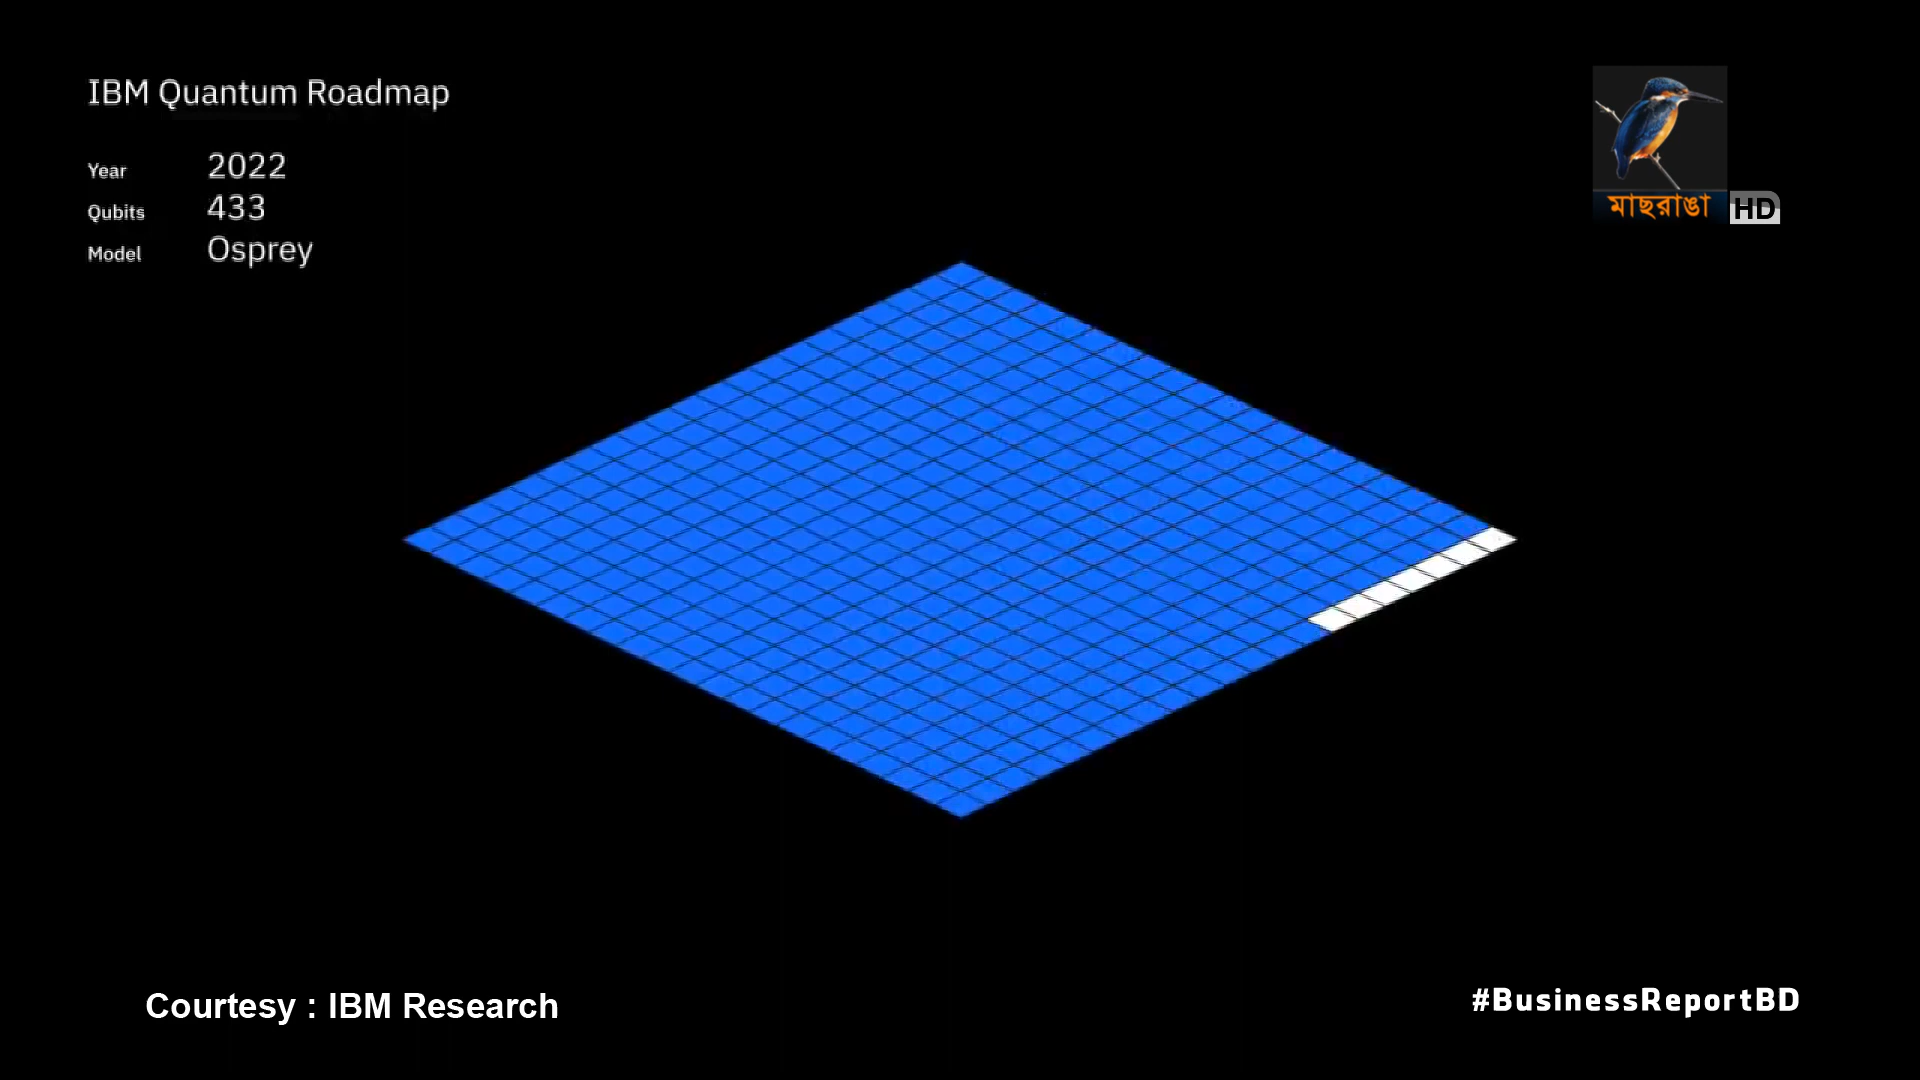 IBM Quantum Roadmap
Year 2022
Qubits 433
Model Osprey
মাছরাঙা HD
Courtesy : IBM Research
#BusinessReportBD